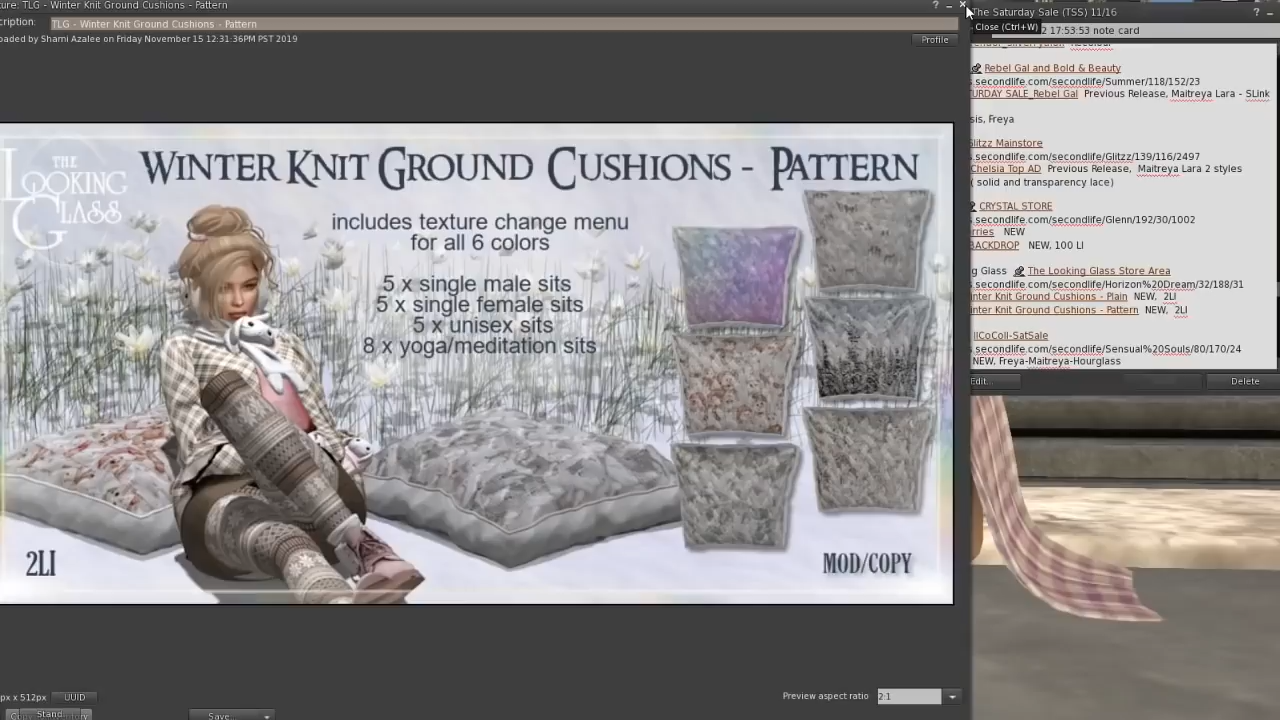 ure: TLG - Winter Knit Ground Cushions - Pattern
cription: TLG - Winter Knit Ground Cushions - Pattern
oaded by Shami Azalee on Friday November 15 12:31:36PM PST 2019
Profile
THE
LOOKING
GLASS
WINTER KNIT GROUND CUSHIONS - PATTERN
includes texture change menu
for all 6 colors
5 x single male sits
5 x single female sits
5 x unisex sits
8 x yoga/meditation sits
2LI
MOD/COPY
px x 512px
UUID
Preview aspect ratio
2:1
Stand
Save...
The Saturday Sale (TSS) 11/16
Close (Ctrl+W)
2 17:53:53 note card
Rebel Gal and Bold & Beauty
s.secondlife.com/secondlife/Summer/118/152/23
TURDAY SALE_Rebel Gal Previous Release, Maitreya Lara - SLink
sis, Freya
Glitzz Mainstore
s.secondlife.com/secondlife/Glitzz/139/116/2497
Chelsia Top AD Previous Release, Maitreya Lara 2 styles
( solid and transparency lace)
CRYSTAL STORE
s.secondlife.com/secondlife/Glenn/192/30/1002
rries NEW
BACKDROP NEW, 100 LI
g Glass The Looking Glass Store Area
s.secondlife.com/secondlife/Horizon%20Dream/32/188/31
inter Knit Ground Cushions - Plain NEW, 2LI
inter Knit Ground Cushions - Pattern NEW, 2LI
llCoColl-SatSale
s.secondlife.com/secondlife/Sensual%20Souls/80/170/24
NEW, Freya-Maitreya-Hourglass
Edit...
Delete